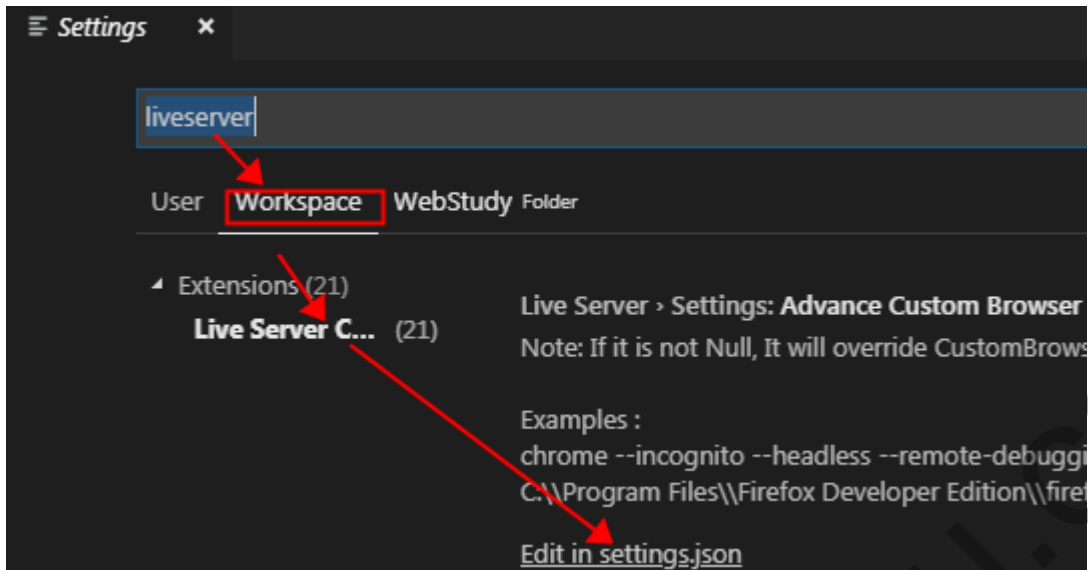 Settings
liveserver
User Workspace WebStudy Folder
Extensions (21)
Live Server C... (21)
Live Server › Settings: Advance Custom Browser
Note: If it is not Null, It will override CustomBrows
Examples :
chrome --incognito --headless --remote-debuggi
C:\\Program Files\\Firefox Developer Edition\\firef
Edit in settings.json